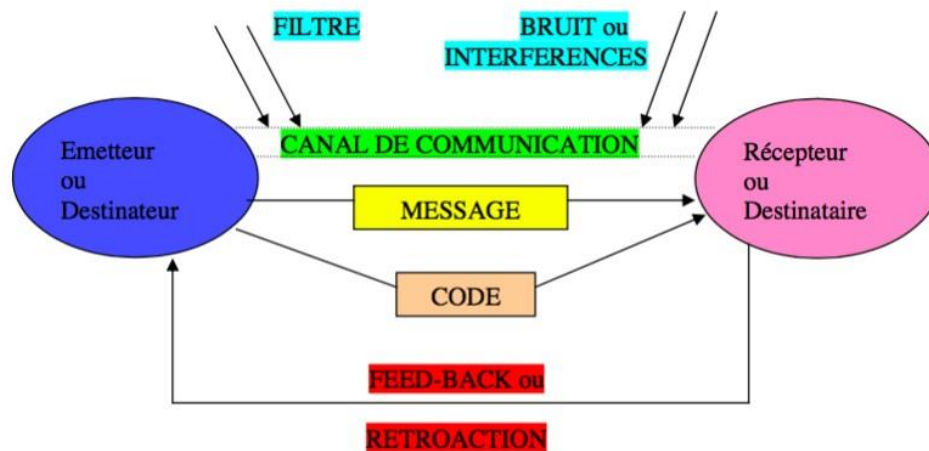 FILTRE
BRUIT ou
INTERFERENCES
CANAL DE COMMUNICATION
Emetteur
ou
Destinateur
Récepteur
ou
Destinataire
MESSAGE
CODE
FEED-BACK ou
RETROACTION